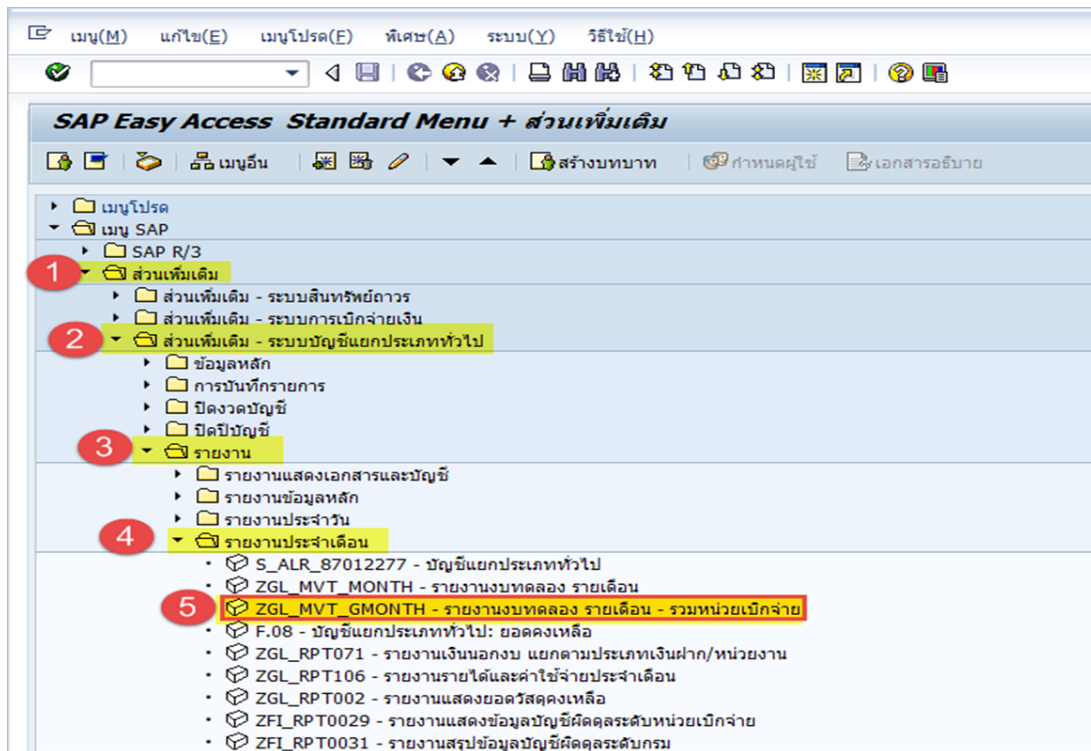 เมนู(M) แก้ไข(E) เมนูโปรด(F) พิเศษ(A) ระบบ(Y) วิธีใช้(H)
SAP Easy Access Standard Menu + ส่วนเพิ่มเติม
เมนูอื่น สร้างบทบาท กำหนดผู้ใช้ เอกสารอธิบาย
เมนูโปรด
เมนู SAP
SAP R/3
1 ส่วนเพิ่มเติม
ส่วนเพิ่มเติม - ระบบสินทรัพย์ถาวร
ส่วนเพิ่มเติม - ระบบการเบิกจ่ายเงิน
2 ส่วนเพิ่มเติม - ระบบบัญชีแยกประเภททั่วไป
ข้อมูลหลัก
การบันทึกรายการ
ปิดงวดบัญชี
ปิดปีบัญชี
3 รายงาน
รายงานแสดงเอกสารและบัญชี
รายงานข้อมูลหลัก
รายงานประจำวัน
4 รายงานประจำเดือน
S_ALR_87012277 - บัญชีแยกประเภททั่วไป
ZGL_MVT_MONTH - รายงานงบทดลอง รายเดือน
5 ZGL_MVT_GMONTH - รายงานงบทดลอง รายเดือน - รวมหน่วยเบิกจ่าย
F.08 - บัญชีแยกประเภททั่วไป: ยอดคงเหลือ
ZGL_RPT071 - รายงานเงินนอกงบ แยกตามประเภทเงินฝาก/หน่วยงาน
ZGL_RPT106 - รายงานรายได้และค่าใช้จ่ายประจำเดือน
ZGL_RPT002 - รายงานแสดงยอดวัสดุคงเหลือ
ZFI_RPT0029 - รายงานแสดงข้อมูลบัญชีผิดดุลระดับหน่วยเบิกจ่าย
ZFI_RPT0031 - รายงานสรุปข้อมูลบัญชีผิดดุลระดับกรม